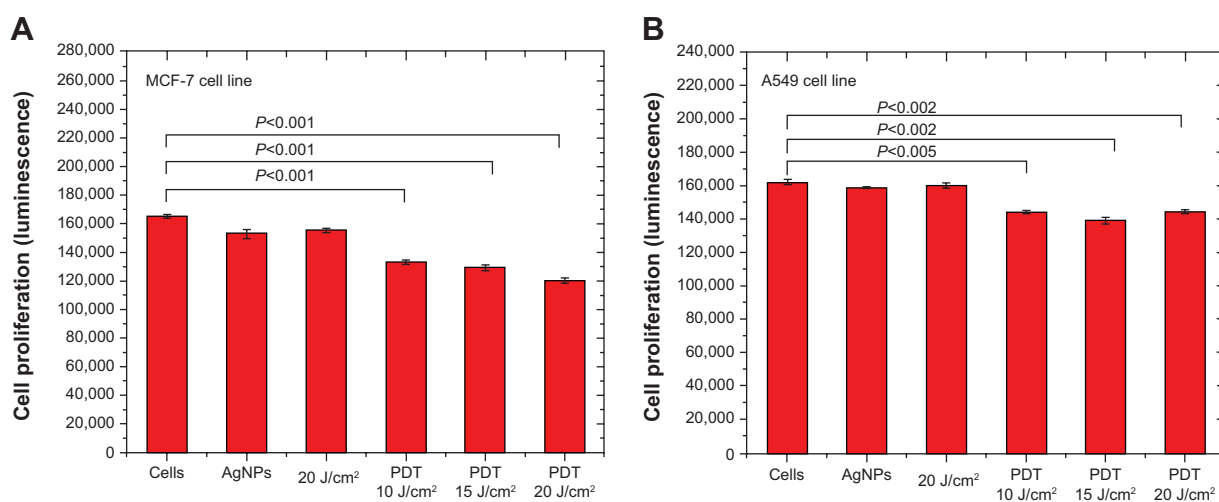 A
Cell proliferation (luminescence)
280,000
260,000
240,000
220,000
200,000
180,000
160,000
140,000
120,000
100,000
80,000
60,000
40,000
20,000
0
MCF-7 cell line
P<0.001
P<0.001
P<0.001
Cells
AgNPs
20 J/cm²
PDT
10 J/cm²
PDT
15 J/cm²
PDT
20 J/cm²
B
Cell proliferation (luminescence)
240,000
220,000
200,000
180,000
160,000
140,000
120,000
100,000
80,000
60,000
40,000
20,000
0
A549 cell line
P<0.002
P<0.002
P<0.005
Cells
AgNPs
20 J/cm²
PDT
10 J/cm²
PDT
15 J/cm²
PDT
20 J/cm²